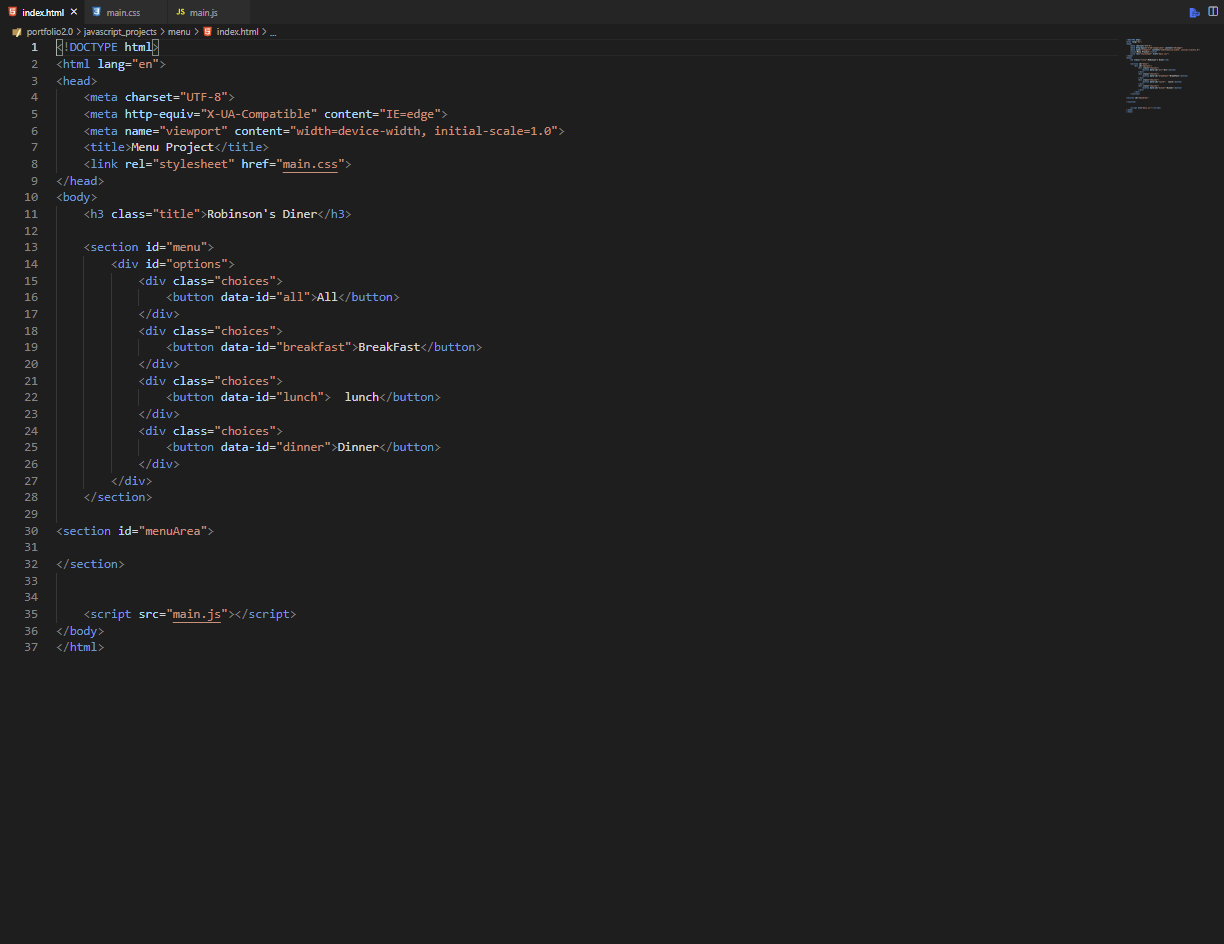 index.html × main.css JS main.js
portfolio2.0 > javascript_projects > menu > index.html > ...
1 <!DOCTYPE html>
2 <html lang="en">
3 <head>
4     <meta charset="UTF-8">
5     <meta http-equiv="X-UA-Compatible" content="IE=edge">
6     <meta name="viewport" content="width=device-width, initial-scale=1.0">
7     <title>Menu Project</title>
8     <link rel="stylesheet" href="main.css">
9 </head>
10 <body>
11     <h3 class="title">Robinson's Diner</h3>
12
13     <section id="menu">
14         <div id="options">
15             <div class="choices">
16                 <button data-id="all">All</button>
17             </div>
18             <div class="choices">
19                 <button data-id="breakfast">BreakFast</button>
20             </div>
21             <div class="choices">
22                 <button data-id="lunch">  lunch</button>
23             </div>
24             <div class="choices">
25                 <button data-id="dinner">Dinner</button>
26             </div>
27         </div>
28     </section>
29
30 <section id="menuArea">
31
32 </section>
33
34
35     <script src="main.js"></script>
36 </body>
37 </html>